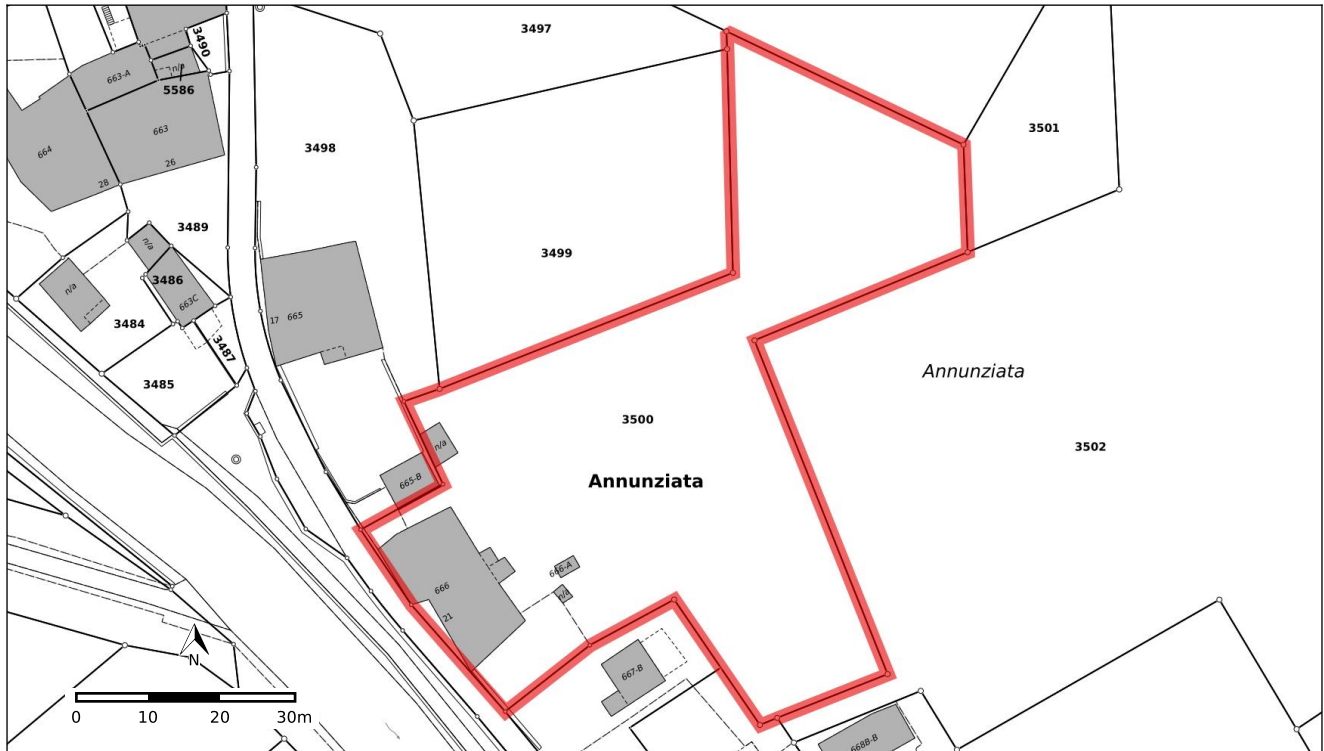 3497
3490
663-A
n/a
5586
3501
663
664
26
3498
28
3489
n/a
3499
3486
n/a
663C
17
665
3484
3487
Annunziata
3485
3500
n/a
3502
Annunziata
665-B
666-A
666
n/a
21
N
667-B
0 10 20 30m
668B-B